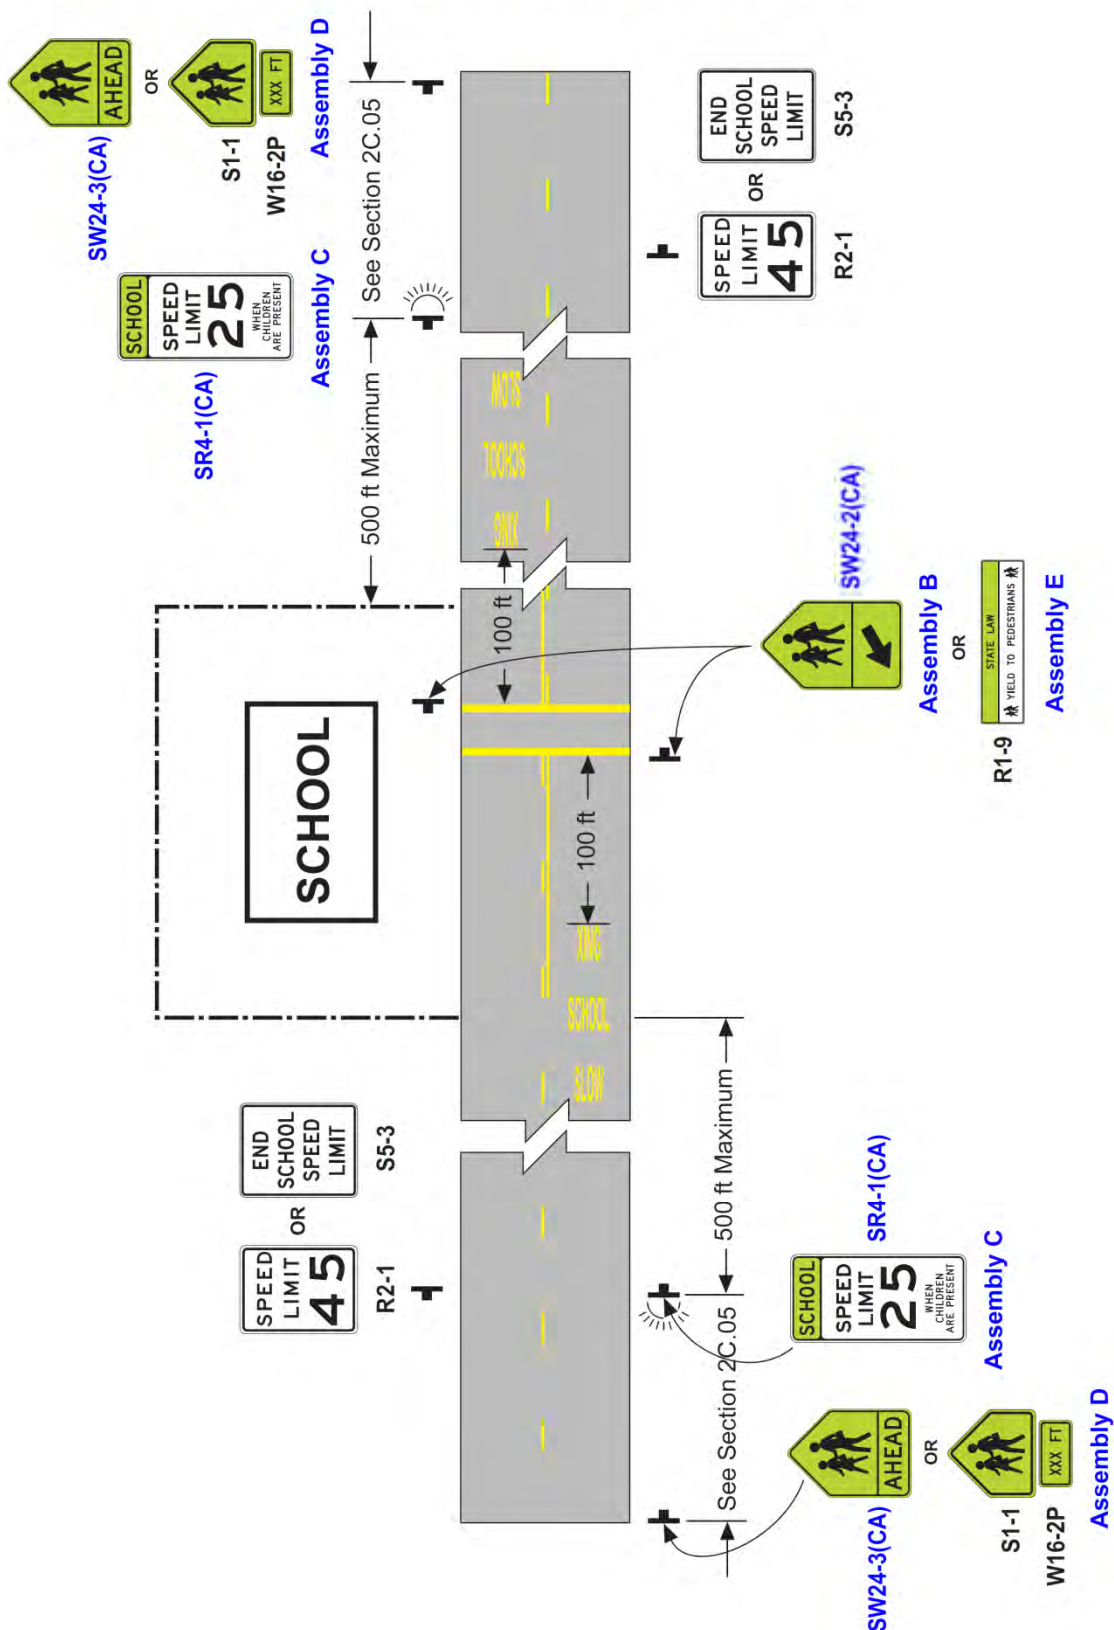 SW24-3(CA)
AHEAD
OR
S1-1
W16-2P
XXX FT
Assembly D
See Section 2C.05
SR4-1(CA)
SCHOOL
SPEED
LIMIT
25
WHEN
CHILDREN
ARE PRESENT
Assembly C
500 ft Maximum
END
SCHOOL
SPEED
LIMIT
S5-3
OR
SPEED
LIMIT
45
R2-1
SLOW
SCHOOL
XING
100 ft
SCHOOL
100 ft
XING
SCHOOL
SLOW
SW24-2(CA)
Assembly B
OR
STATE LAW
YIELD TO PEDESTRIANS
R1-9
Assembly E
END
SCHOOL
SPEED
LIMIT
S5-3
OR
SPEED
LIMIT
45
R2-1
500 ft Maximum
SR4-1(CA)
SCHOOL
SPEED
LIMIT
25
WHEN
CHILDREN
ARE PRESENT
Assembly C
See Section 2C.05
SW24-3(CA)
AHEAD
OR
S1-1
W16-2P
XXX FT
Assembly D